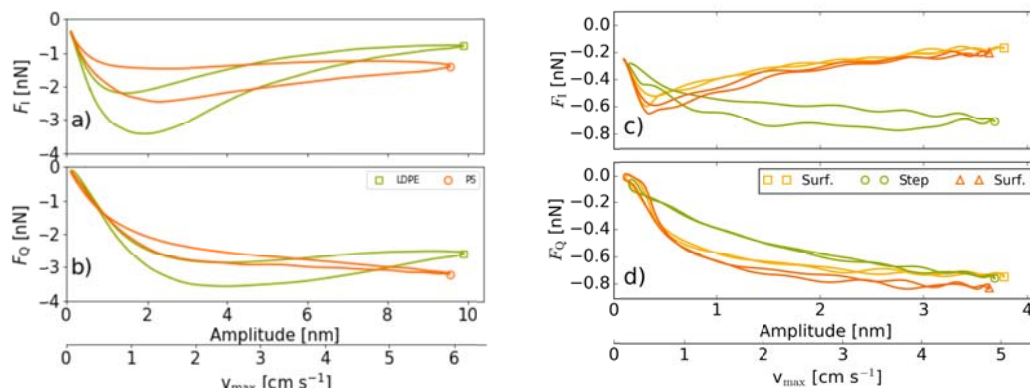 0
−1
−2
−3
−4
F_I [nN]
a)
0
−1
−2
−3
−4
F_Q [nN]
b)
LDPE PS
0 2 4 6 8 10
Amplitude [nm]
0 1 2 3 4 5 6
v_max [cm s⁻¹]
0.0
−0.2
−0.4
−0.6
−0.8
F_I [nN]
c)
0.0
−0.2
−0.4
−0.6
−0.8
F_Q [nN]
d)
Surf. Step Surf.
0 1 2 3 4
Amplitude [nm]
0 1 2 3 4 5
v_max [cm s⁻¹]